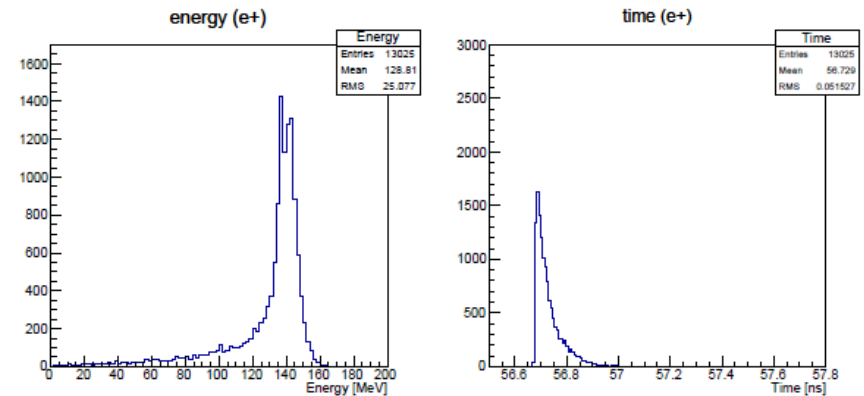 energy (e+)
Energy
Entries 13025
Mean 128.81
RMS 25.077
1600
1400
1200
1000
800
600
400
200
0
0 20 40 60 80 100 120 140 160 180 200
Energy [MeV]
time (e+)
Time
Entries 13025
Mean 56.729
RMS 0.051527
3000
2500
2000
1500
1000
500
0
56.6 56.8 57 57.2 57.4 57.6 57.8
Time [ns]